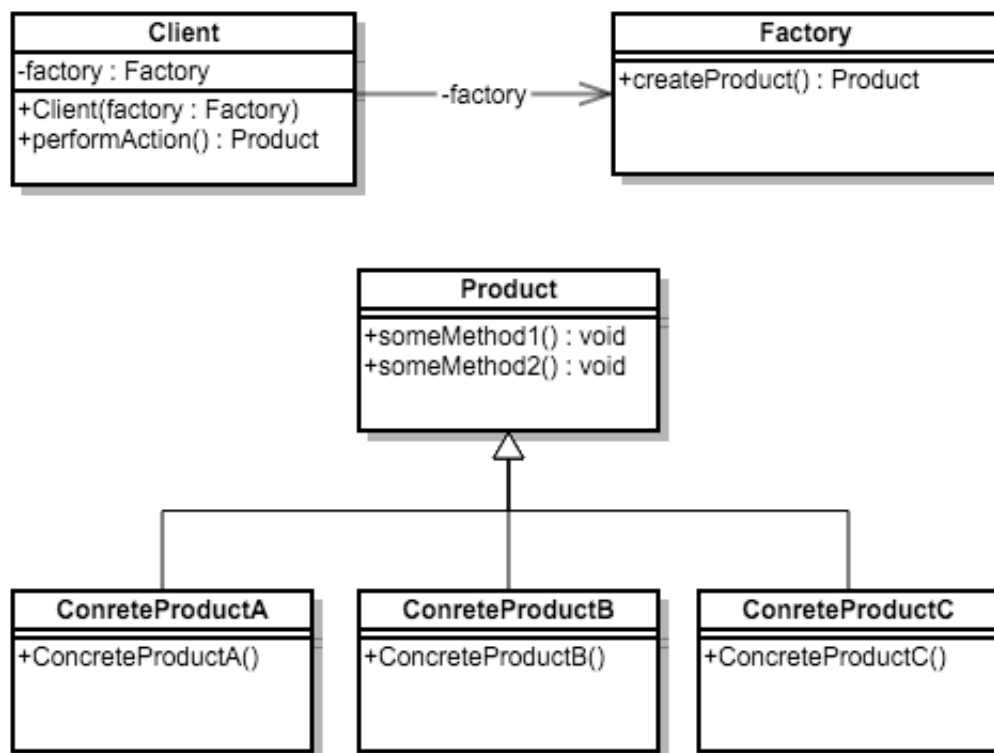 Client
-factory : Factory
+Client(factory : Factory)
+performAction() : Product
-factory
Factory
+createProduct() : Product
Product
+someMethod1() : void
+someMethod2() : void
ConreteProductA
+ConcreteProductA()
ConreteProductB
+ConcreteProductB()
ConreteProductC
+ConcreteProductC()